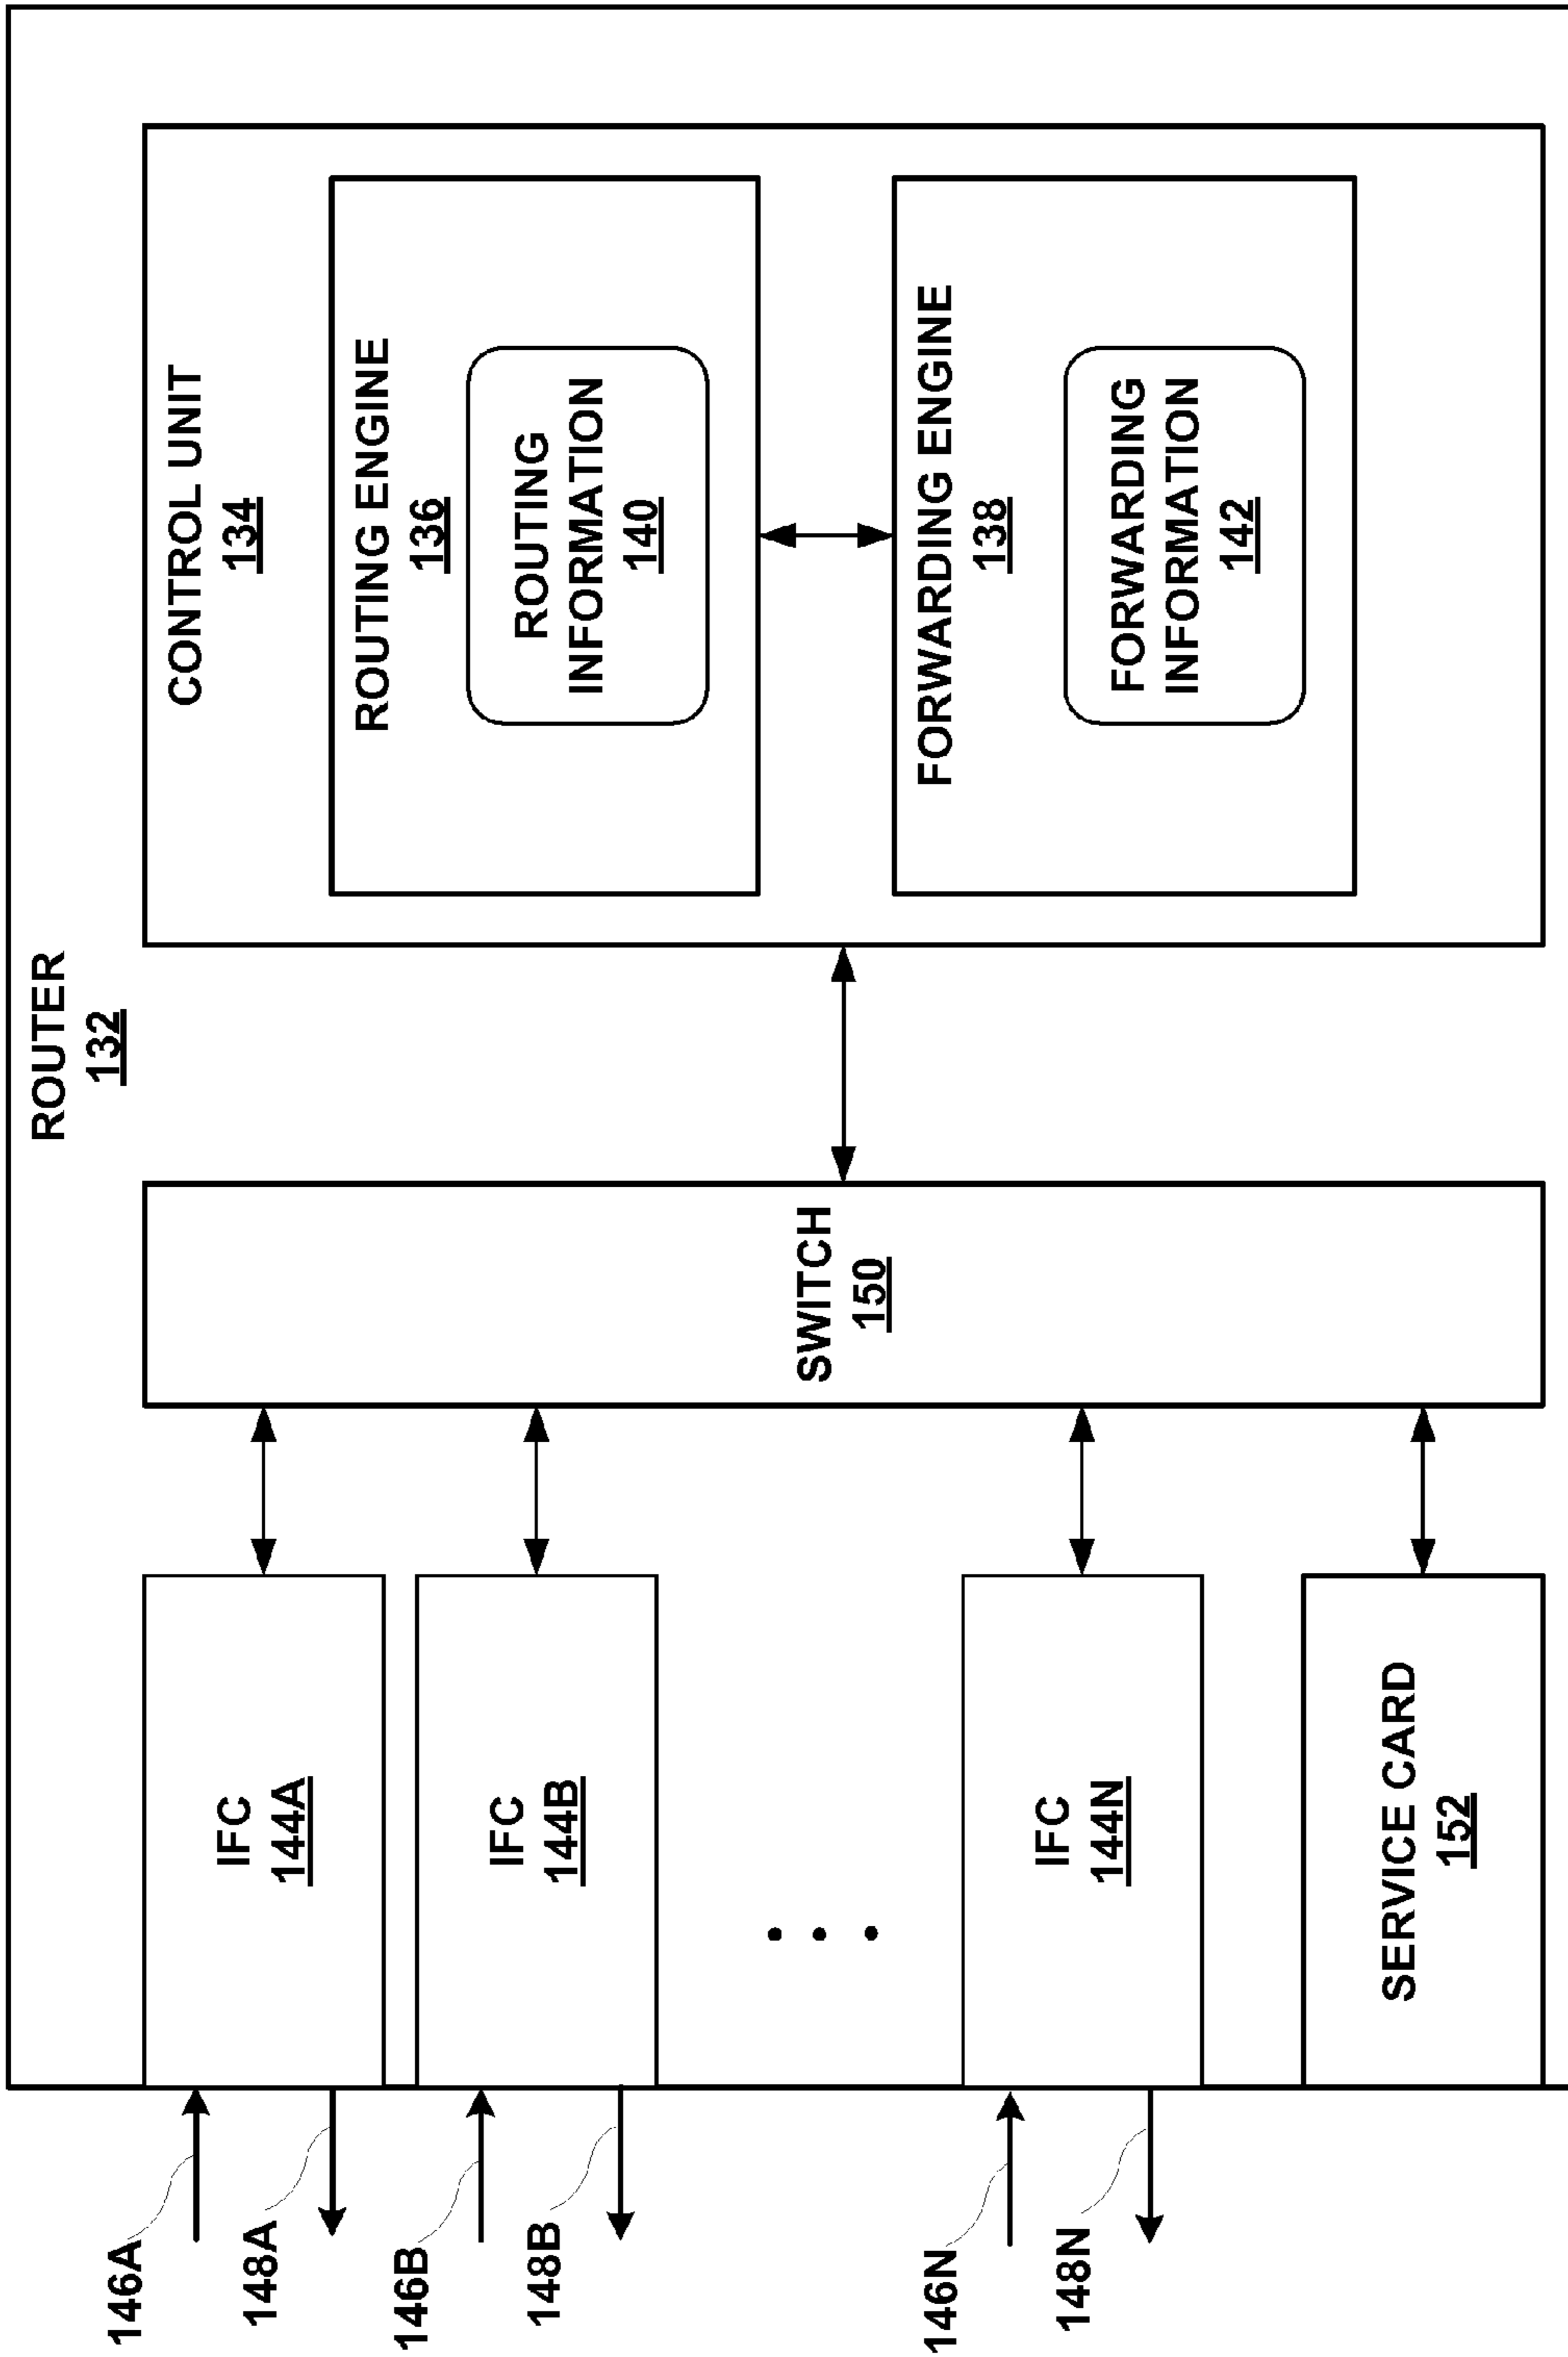 ROUTER
132
146A
148A
146B
148B
146N
148N
IFC
144A
IFC
144B
IFC
144N
SERVICE CARD
152
SWITCH
150
CONTROL UNIT
134
ROUTING ENGINE
136
ROUTING
INFORMATION
140
FORWARDING ENGINE
138
FORWARDING
INFORMATION
142